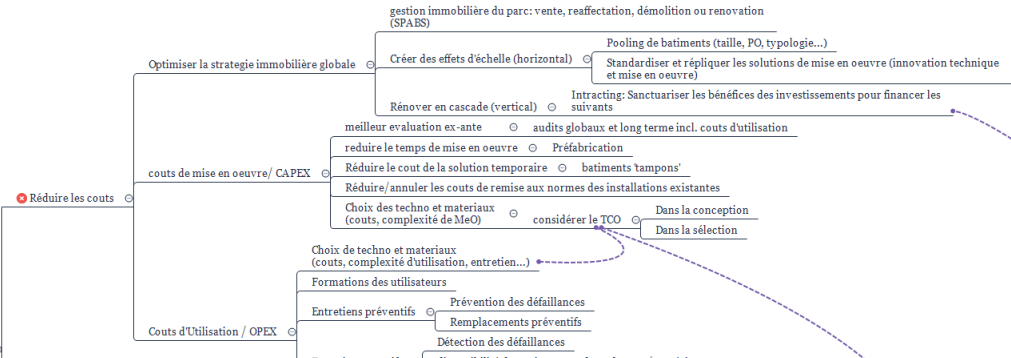 gestion immobilière du parc: vente, reaffectation, démolition ou renovation
(SPABS)
Optimiser la strategie immobilière globale
Créer des effets d'échelle (horizontal)
Pooling de batiments (taille, PO, typologie...)
Standardiser et répliquer les solutions de mise en oeuvre (innovation technique
et mise en oeuvre)
Rénover en cascade (vertical)
Intracting: Sanctuariser les bénéfices des investissements pour financer les
suivants
Réduire les couts
couts de mise en oeuvre/ CAPEX
meilleur evaluation ex-ante
audits globaux et long terme incl. couts d'utilisation
reduire le temps de mise en oeuvre
Préfabrication
Réduire le cout de la solution temporaire
batiments 'tampons'
Réduire/annuler les couts de remise aux normes des installations existantes
Choix des techno et materiaux
(couts, complexité de MeO)
considérer le TCO
Dans la conception
Dans la sélection
Couts d'Utilisation / OPEX
Choix de techno et materiaux
(couts, complexité d'utilisation, entretien...)
Formations des utilisateurs
Entretiens préventifs
Prévention des défaillances
Remplacements préventifs
Détection des défaillances